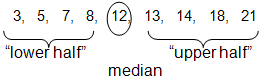 3, 5, 7, 8, 12, 13, 14, 18, 21
“lower half” “upper half”
median